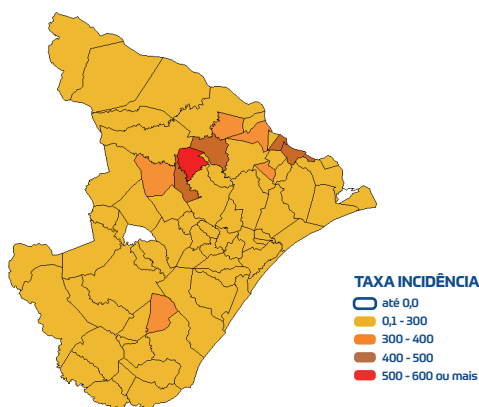 TAXA INCIDÊNCIA
até 0,0
0,1 - 300
300 - 400
400 - 500
500 - 600 ou mais